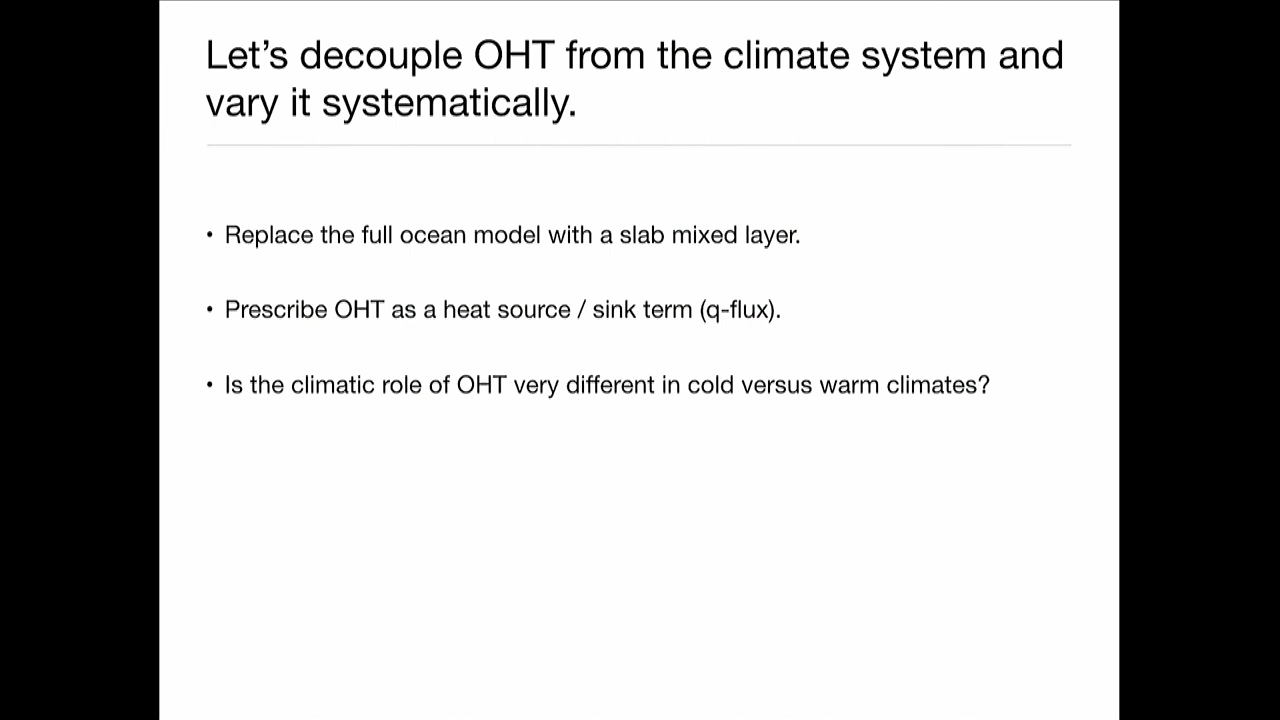 Let’s decouple OHT from the climate system and
vary it systematically.
• Replace the full ocean model with a slab mixed layer.
• Prescribe OHT as a heat source / sink term (q-flux).
• Is the climatic role of OHT very different in cold versus warm climates?